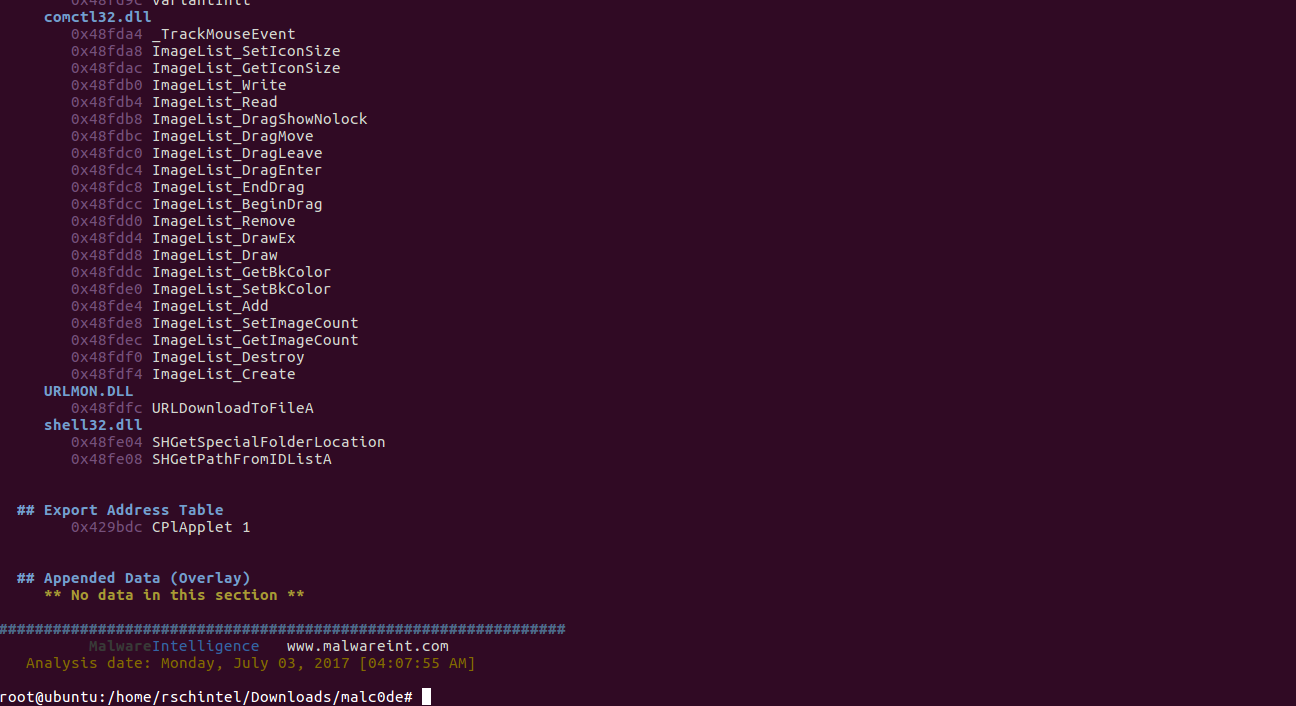 0x48fd9c VariantInit
comctl32.dll
0x48fda4 _TrackMouseEvent
0x48fda8 ImageList_SetIconSize
0x48fdac ImageList_GetIconSize
0x48fdb0 ImageList_Write
0x48fdb4 ImageList_Read
0x48fdb8 ImageList_DragShowNolock
0x48fdbc ImageList_DragMove
0x48fdc0 ImageList_DragLeave
0x48fdc4 ImageList_DragEnter
0x48fdc8 ImageList_EndDrag
0x48fdcc ImageList_BeginDrag
0x48fdd0 ImageList_Remove
0x48fdd4 ImageList_DrawEx
0x48fdd8 ImageList_Draw
0x48fddc ImageList_GetBkColor
0x48fde0 ImageList_SetBkColor
0x48fde4 ImageList_Add
0x48fde8 ImageList_SetImageCount
0x48fdec ImageList_GetImageCount
0x48fdf0 ImageList_Destroy
0x48fdf4 ImageList_Create
URLMON.DLL
0x48fdfc URLDownloadToFileA
shell32.dll
0x48fe04 SHGetSpecialFolderLocation
0x48fe08 SHGetPathFromIDListA
## Export Address Table
0x429bdc CPlApplet 1
## Appended Data (Overlay)
** No data in this section **
###############################################################
MalwareIntelligence www.malwareint.com
Analysis date: Monday, July 03, 2017 [04:07:55 AM]
root@ubuntu:/home/rschintel/Downloads/malc0de#